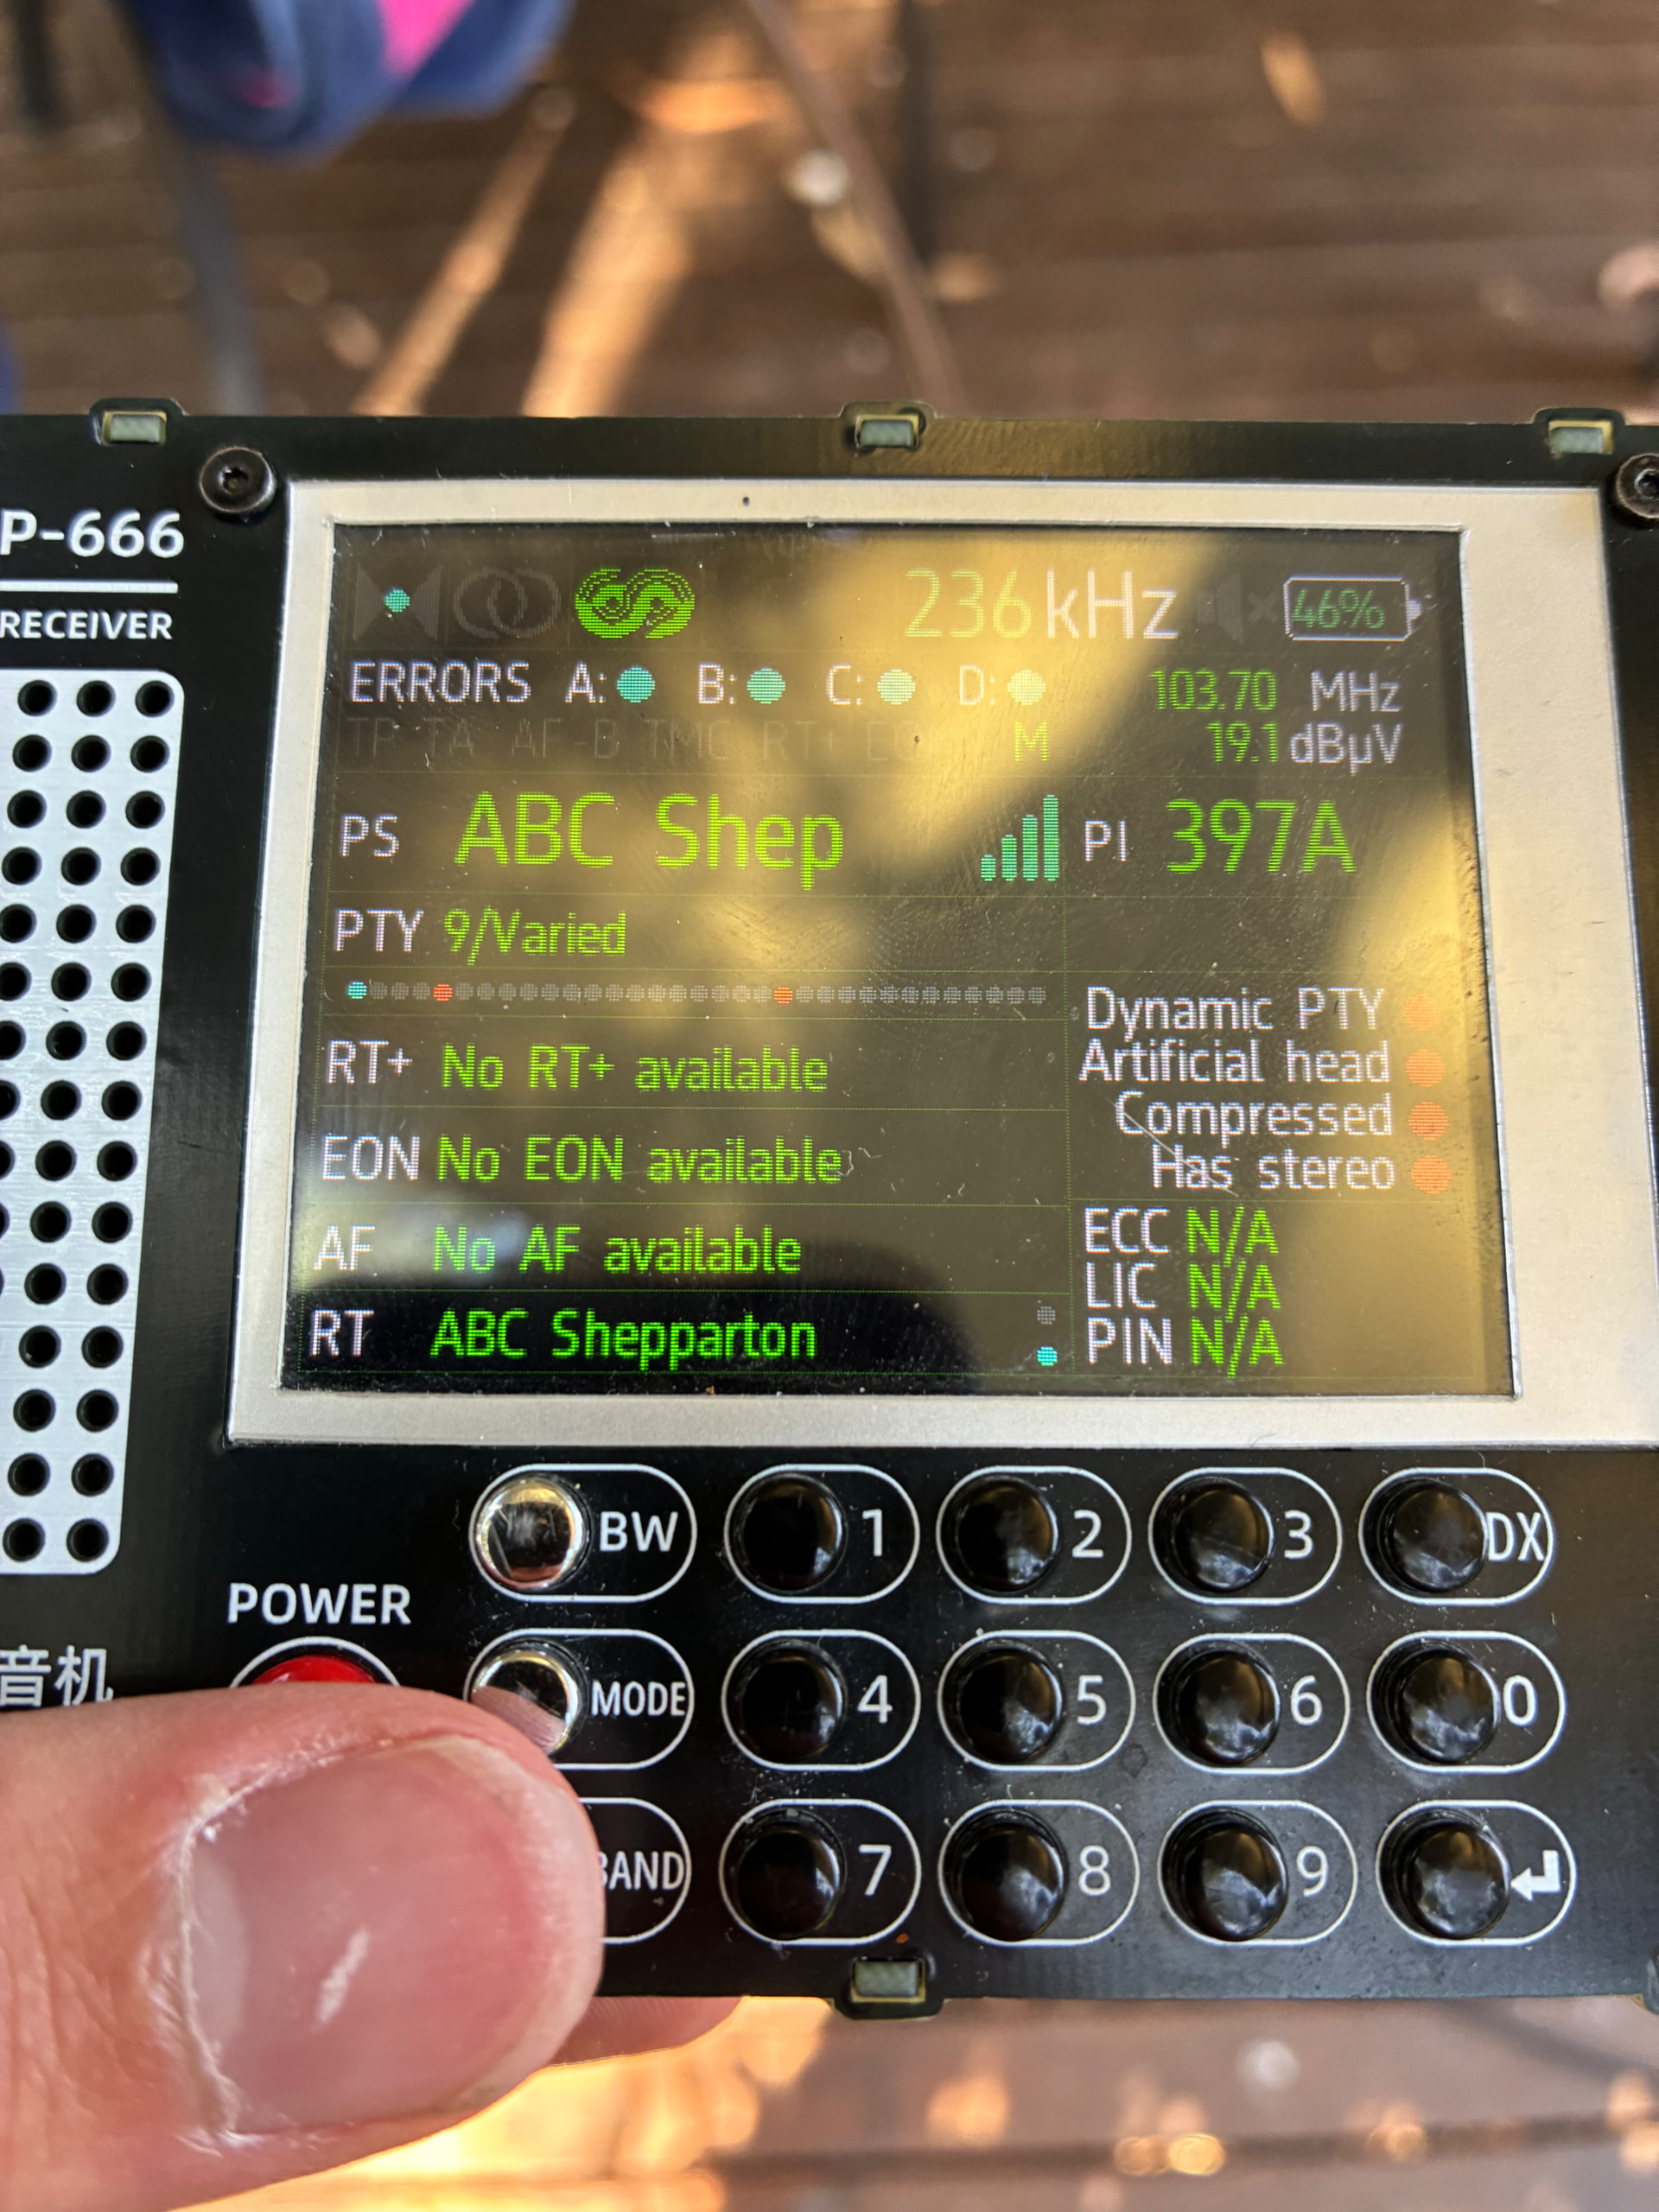 P-666
RECEIVER
236 kHz 46%
ERRORS A: B: C: D: 103.70 MHz
TP TA AF-B TMC RT+ M 19.1 dBµV
PS ABC Shep PI 397A
PTY 9/Varied
Dynamic PTY
RT+ No RT+ available
Artificial head
Compressed
EON No EON available
Has stereo
AF No AF available
ECC N/A
LIC N/A
RT ABC Shepparton
PIN N/A
BW 1 2 3 DX
POWER
音机
MODE 4 5 6 0
BAND 7 8 9